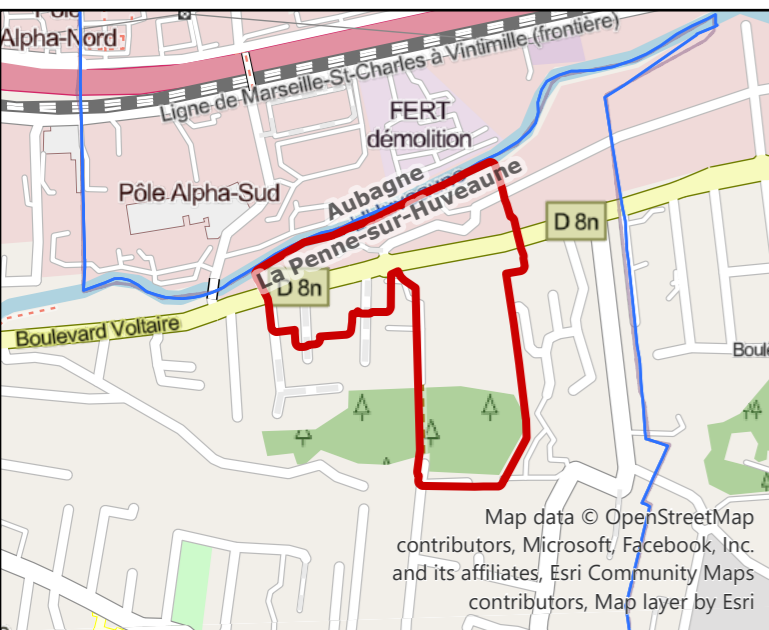 Pôle
Alpha-Nord
Ligne de Marseille-St-Charles à Vintimille (frontière)
FERT
démolition
Pôle Alpha-Sud
Aubagne
La Penne-sur-Huveaune
D 8n
D 8n
Boulevard Voltaire
Boule
Map data © OpenStreetMap
contributors, Microsoft, Facebook, Inc.
and its affiliates, Esri Community Maps
contributors, Map layer by Esri